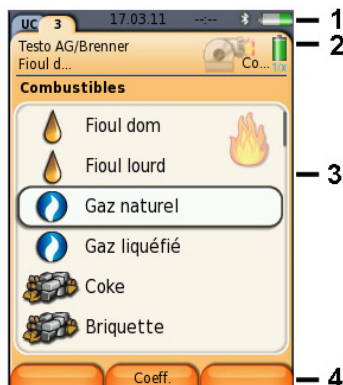 UC 3 17.03.11 --:-- 1
Testo AG/Brenner 2
Fioul d... Co... 1/x
Combustibles
Fioul dom
Fioul lourd
Gaz naturel 3
Gaz liquéfié
Coke
Briquette
Coeff. 4